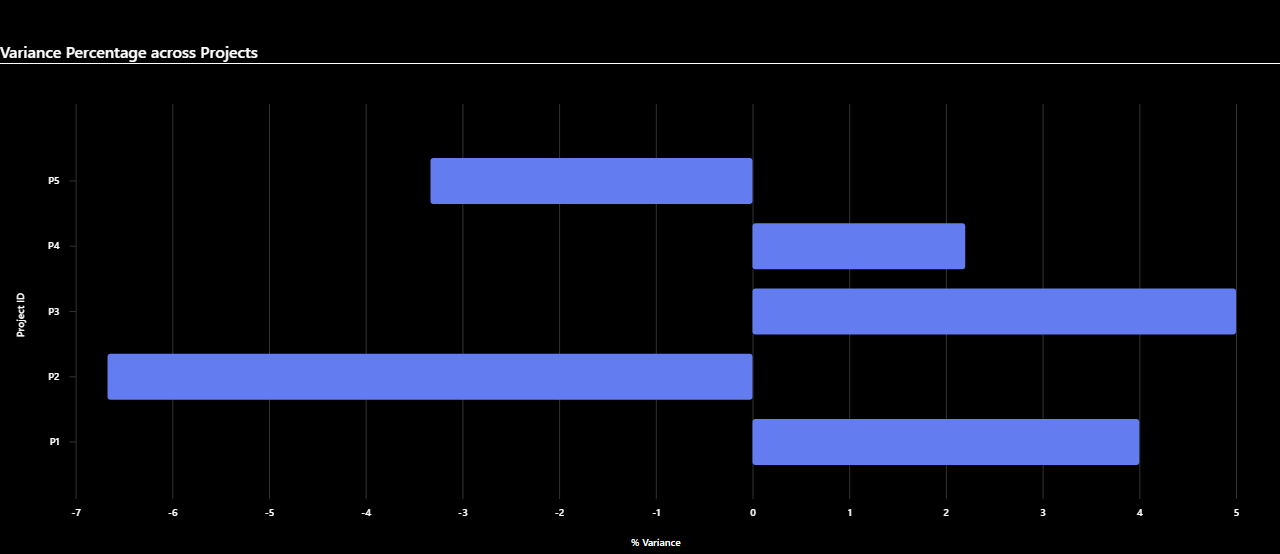 Variance Percentage across Projects
P5
P4
P3
P2
P1
Project ID
-7 -6 -5 -4 -3 -2 -1 0 1 2 3 4 5
% Variance